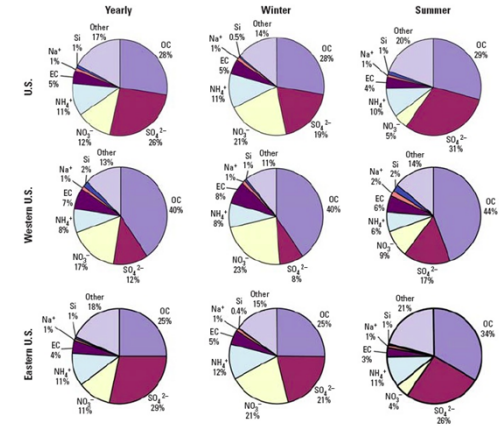 Yearly
Winter
Summer
U.S.
Other
17%
Si
1%
Na⁺
1%
EC
5%
NH₄⁺
11%
NO₃⁻
12%
SO₄²⁻
26%
OC
28%
Other
14%
Si
0.5%
Na⁺
1%
EC
5%
NH₄⁺
11%
NO₃⁻
21%
SO₄²⁻
19%
OC
28%
Other
20%
Si
1%
Na⁺
1%
EC
4%
NH₄⁺
10%
NO₃⁻
5%
SO₄²⁻
31%
OC
29%
Western U.S.
Other
13%
Si
2%
Na⁺
1%
EC
7%
NH₄⁺
8%
NO₃⁻
17%
SO₄²⁻
12%
OC
40%
Other
11%
Si
1%
Na⁺
1%
EC
8%
NH₄⁺
8%
NO₃⁻
23%
SO₄²⁻
8%
OC
40%
Other
14%
Si
2%
Na⁺
2%
EC
6%
NH₄⁺
6%
NO₃⁻
9%
SO₄²⁻
17%
OC
44%
Eastern U.S.
Other
18%
Si
1%
Na⁺
1%
EC
4%
NH₄⁺
11%
NO₃⁻
11%
SO₄²⁻
29%
OC
25%
Other
15%
Si
0.4%
Na⁺
1%
EC
5%
NH₄⁺
12%
NO₃⁻
21%
SO₄²⁻
21%
OC
25%
Other
21%
Si
1%
Na⁺
1%
EC
3%
NH₄⁺
11%
NO₃⁻
4%
SO₄²⁻
26%
OC
34%